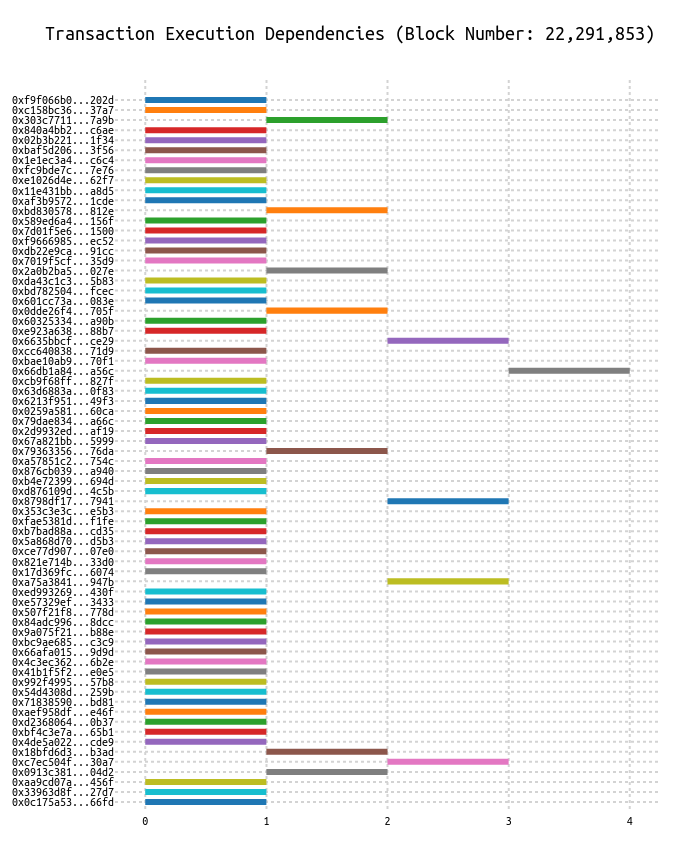 Transaction Execution Dependencies (Block Number: 22,291,853)
0xf9f066b0...202d
0xc158bc36...37a7
0x303c7711...7a9b
0x840a4bb2...c6ae
0x02b3b221...1f34
0xbaf5d206...3f56
0x1e1ec3a4...c6c4
0xfc9bde7c...7e76
0xe1026d4e...62f7
0x11e431bb...a8d5
0xaf3b9572...1cde
0xbd830578...812e
0x589ed6a4...156f
0x7d01f5e6...1500
0xf9666985...ec52
0xdb22e9ca...91cc
0x7019f5cf...35d9
0x2a0b2ba5...027e
0xda43c1c3...5b83
0xbd782504...fcec
0x601cc73a...083e
0x0dde26f4...705f
0x60325334...a90b
0xe923a638...88b7
0x6635bbcf...ce29
0xcc640838...71d9
0xbae10ab9...70f1
0x66db1a84...a56c
0xcb9f68ff...827f
0x63d6883a...0f83
0x6213f951...49f3
0x0259a581...60ca
0x79dae834...a66c
0x2d9932ed...af19
0x67a821bb...5999
0x79363356...76da
0xa57851c2...754c
0x876cb039...a940
0xb4e72399...694d
0xd876109d...4c5b
0x8798df17...7941
0x353c3e3c...e5b3
0xfae5381d...f1fe
0xb7bad88a...cd35
0x5a868d70...d5b3
0xce77d907...07e0
0x821e714b...33d0
0x17d369fc...6074
0xa75a3841...947b
0xed993269...430f
0xe57329ef...3433
0x507f21f8...778d
0x84adc996...8dcc
0x9a075f21...b88e
0xbc9ae685...c3c9
0x66afa015...9d9d
0x4c3ec362...6b2e
0x41b1f5f2...e0e5
0x992f4995...57b8
0x54d4308d...259b
0x71838590...bd81
0xaef958df...e46f
0xd2368064...0b37
0xbf4c3e7a...65b1
0x4de5a022...cde9
0x18bfd6d3...b3ad
0xc7ec504f...30a7
0x0913c381...04d2
0xaa9cd07a...456f
0x33963d8f...27d7
0x0c175a53...66fd
0 1 2 3 4